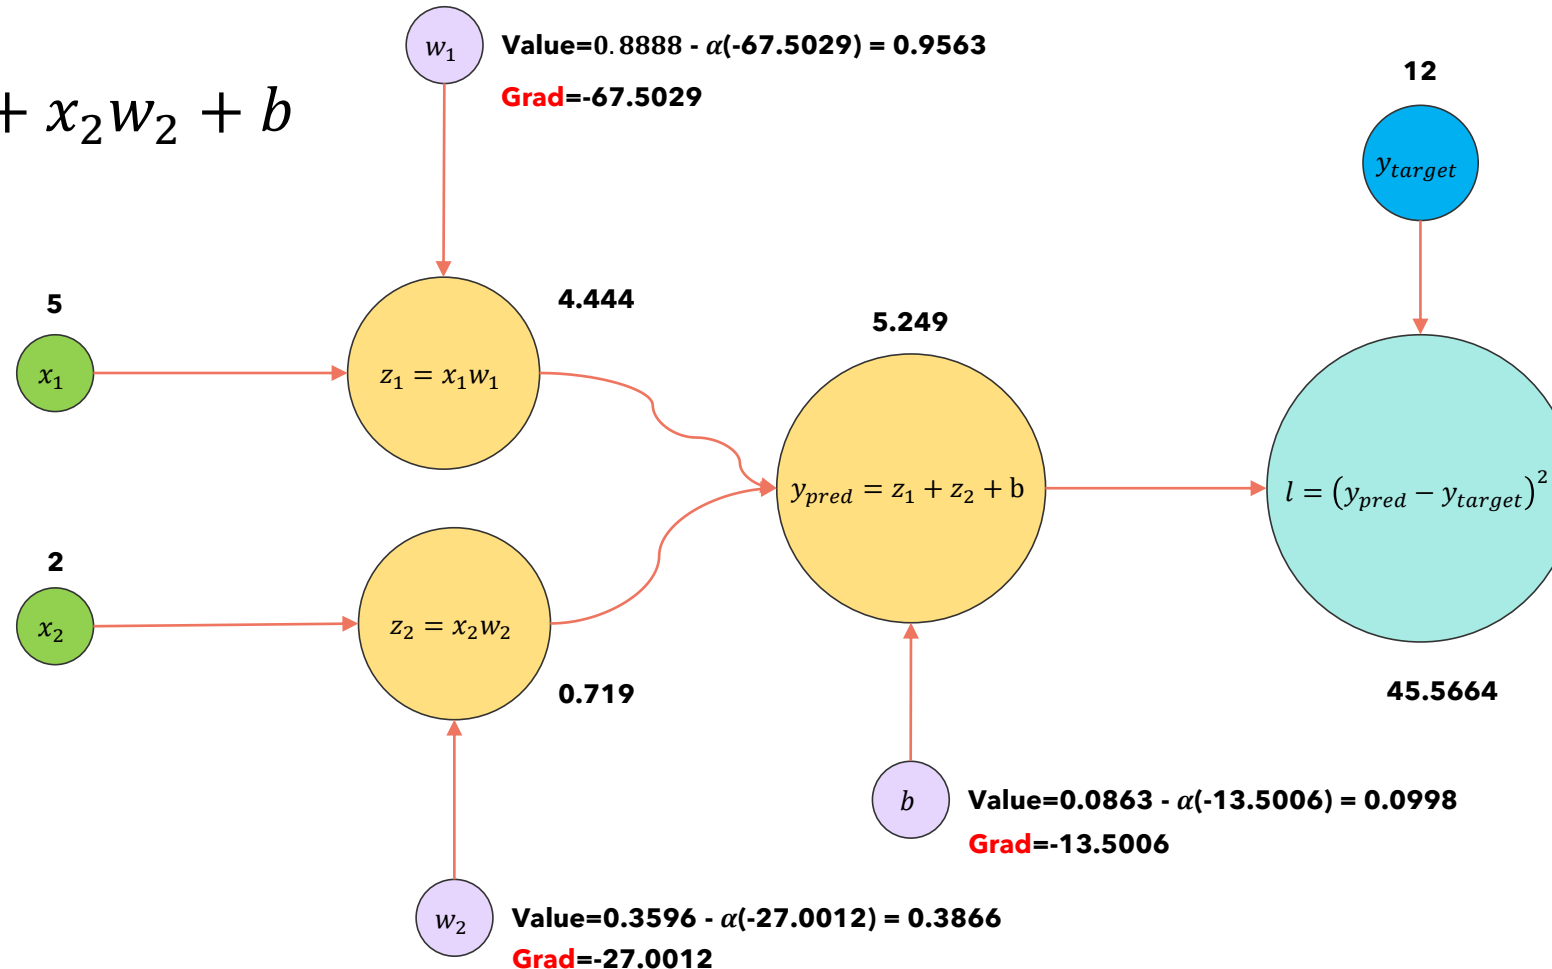 w₁
Value=0.8888 - α(-67.5029) = 0.9563
Grad=-67.5029
+ x₂w₂ + b
12
y_target
5
x₁
z₁ = x₁w₁
4.444
5.249
y_pred = z₁ + z₂ + b
l = (y_pred − y_target)²
45.5664
2
x₂
z₂ = x₂w₂
0.719
b
Value=0.0863 - α(-13.5006) = 0.0998
Grad=-13.5006
w₂
Value=0.3596 - α(-27.0012) = 0.3866
Grad=-27.0012